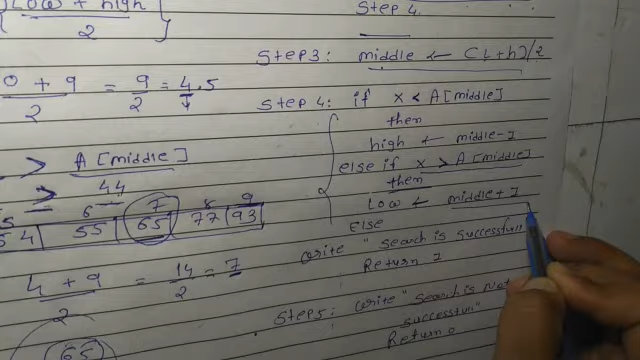 Low + high
2
0 + 9 = 9 = 4.5
2 2
> A[middle]
> 44
6 7 8 9
54 55 65 77 93
4 + 9 = 14 = 7
2 2
65
Step 4.
Step3: middle ← (L+h)/2
Step 4: if x < A[middle]
then
high ← middle-1
else if x > A[middle]
then
Low ← middle+1
Else
write "search is successful
Return 1
Step5: write "search is Not
successful"
Return 0